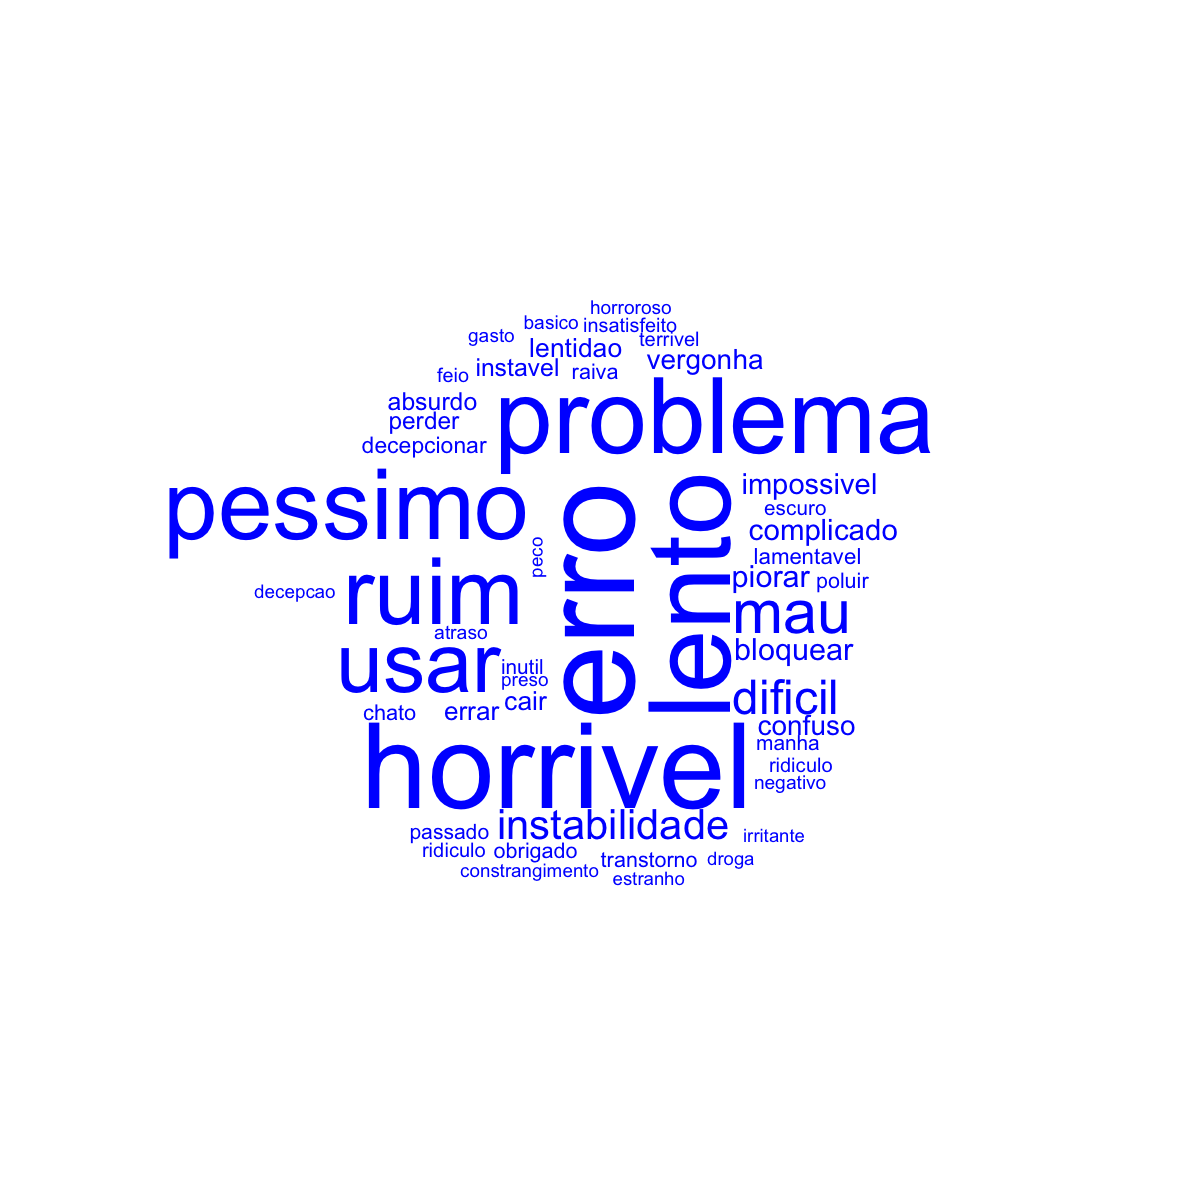 horroroso
basico
insatisfeito
gasto
terrivel
lentidao
vergonha
instavel
raiva
feio
absurdo
problema
perder
decepcionar
impossivel
pessimo
erro
lento
escuro
complicado
peco
lamentavel
piorar
poluir
decepcao
ruim
mau
atraso
bloquear
usar
inutil
preso
dificil
cair
chato
errar
confuso
manha
horrivel
ridiculo
negativo
instabilidade
passado
irritante
ridiculo
obrigado
transtorno
droga
constrangimento
estranho